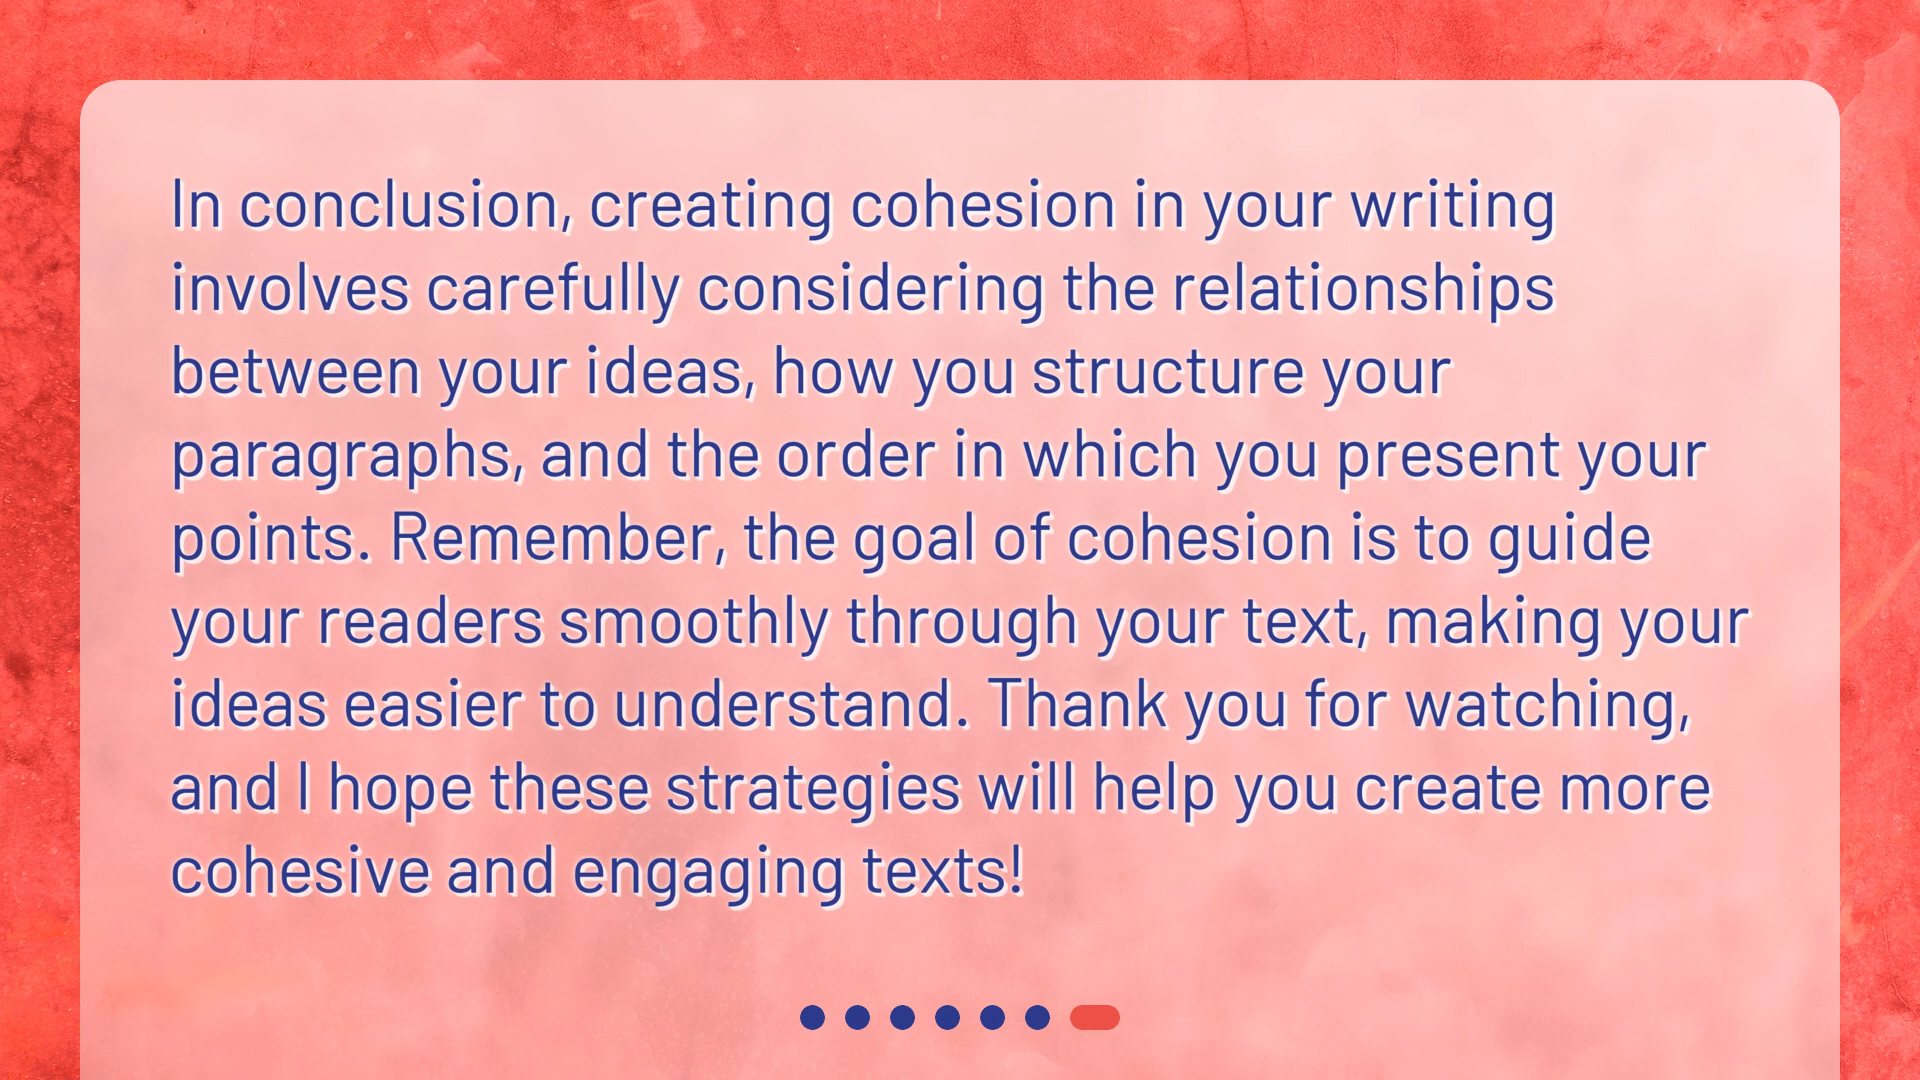 In conclusion, creating cohesion in your writing
involves carefully considering the relationships
between your ideas, how you structure your
paragraphs, and the order in which you present your
points. Remember, the goal of cohesion is to guide
your readers smoothly through your text, making your
ideas easier to understand. Thank you for watching,
and I hope these strategies will help you create more
cohesive and engaging texts!